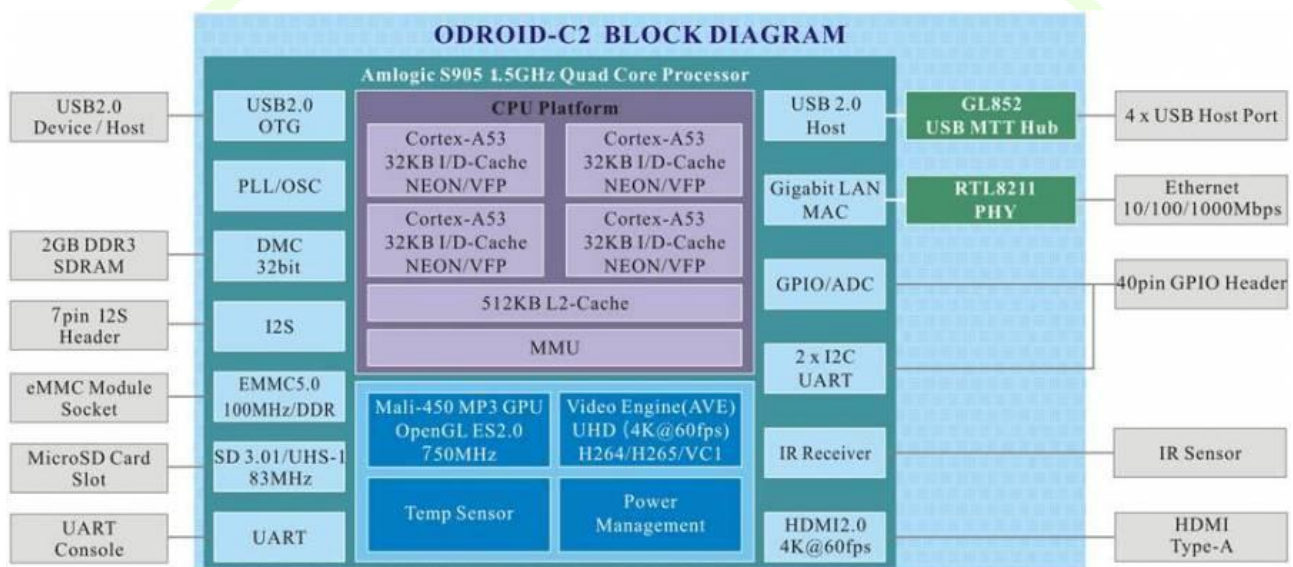 ODROID-C2 BLOCK DIAGRAM
Amlogic S905 1.5GHz Quad Core Processor
USB2.0
Device / Host
2GB DDR3
SDRAM
7pin I2S
Header
eMMC Module
Socket
MicroSD Card
Slot
UART
Console
USB2.0
OTG
PLL/OSC
DMC
32bit
I2S
EMMC5.0
100MHz/DDR
SD 3.01/UHS-1
83MHz
UART
CPU Platform
Cortex-A53
32KB I/D-Cache
NEON/VFP
Cortex-A53
32KB I/D-Cache
NEON/VFP
Cortex-A53
32KB I/D-Cache
NEON/VFP
Cortex-A53
32KB I/D-Cache
NEON/VFP
512KB L2-Cache
MMU
Mali-450 MP3 GPU
OpenGL ES2.0
750MHz
Video Engine(AVE)
UHD (4K@60fps)
H264/H265/VC1
Temp Sensor
Power
Management
USB 2.0
Host
Gigabit LAN
MAC
GPIO/ADC
2 x I2C
UART
IR Receiver
HDMI2.0
4K@60fps
GL852
USB MTT Hub
RTL8211
PHY
4 x USB Host Port
Ethernet
10/100/1000Mbps
40pin GPIO Header
IR Sensor
HDMI
Type-A